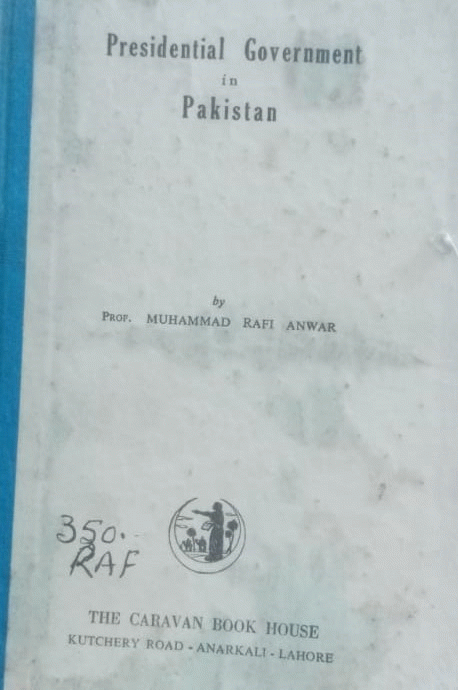 Presidential Government
in
Pakistan
by
PROF. MUHAMMAD RAFI ANWAR
350.
RAF
THE CARAVAN BOOK HOUSE
KUTCHERY ROAD - ANARKALI - LAHORE